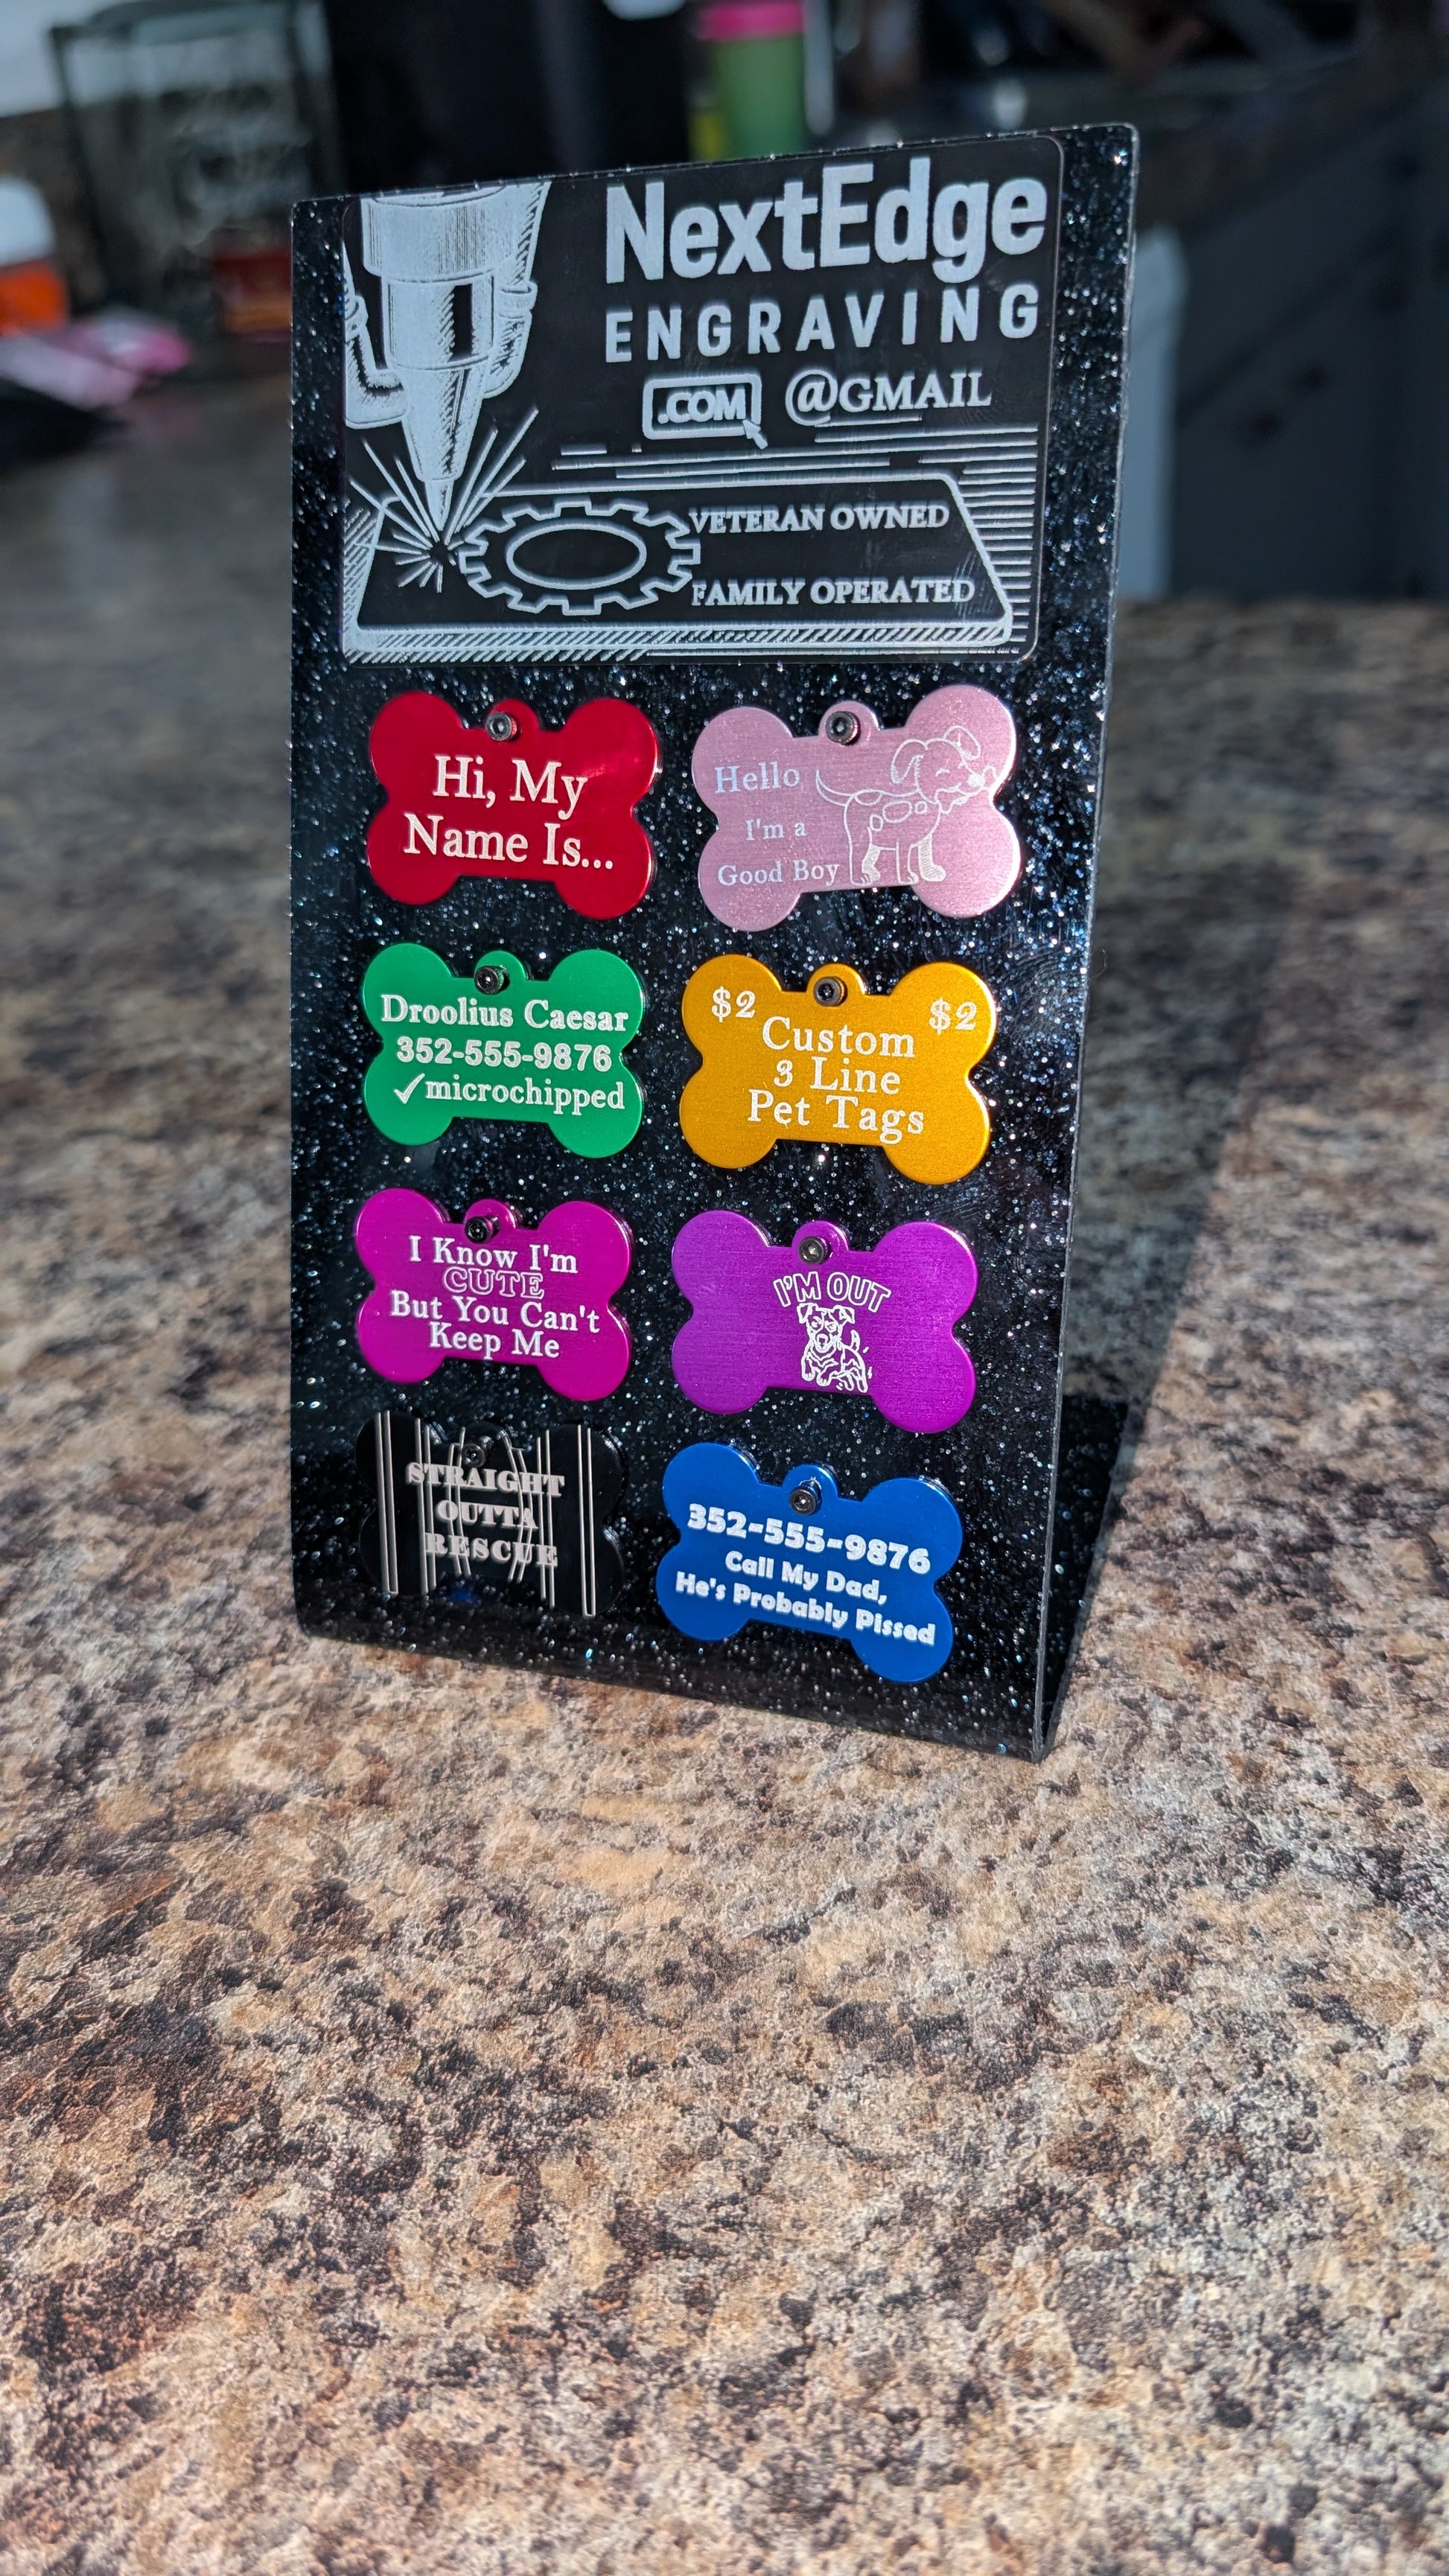 NextEdge
ENGRAVING
.COM @GMAIL
VETERAN OWNED
FAMILY OPERATED
Hi, My
Name Is...
Hello
I'm a
Good Boy
Droolius Caesar
352-555-9876
✓microchipped
$2 $2
Custom
3 Line
Pet Tags
I Know I'm
CUTE
But You Can't
Keep Me
I'M OUT
STRAIGHT
OUTTA
RESCUE
352-555-9876
Call My Dad,
He's Probably Pissed